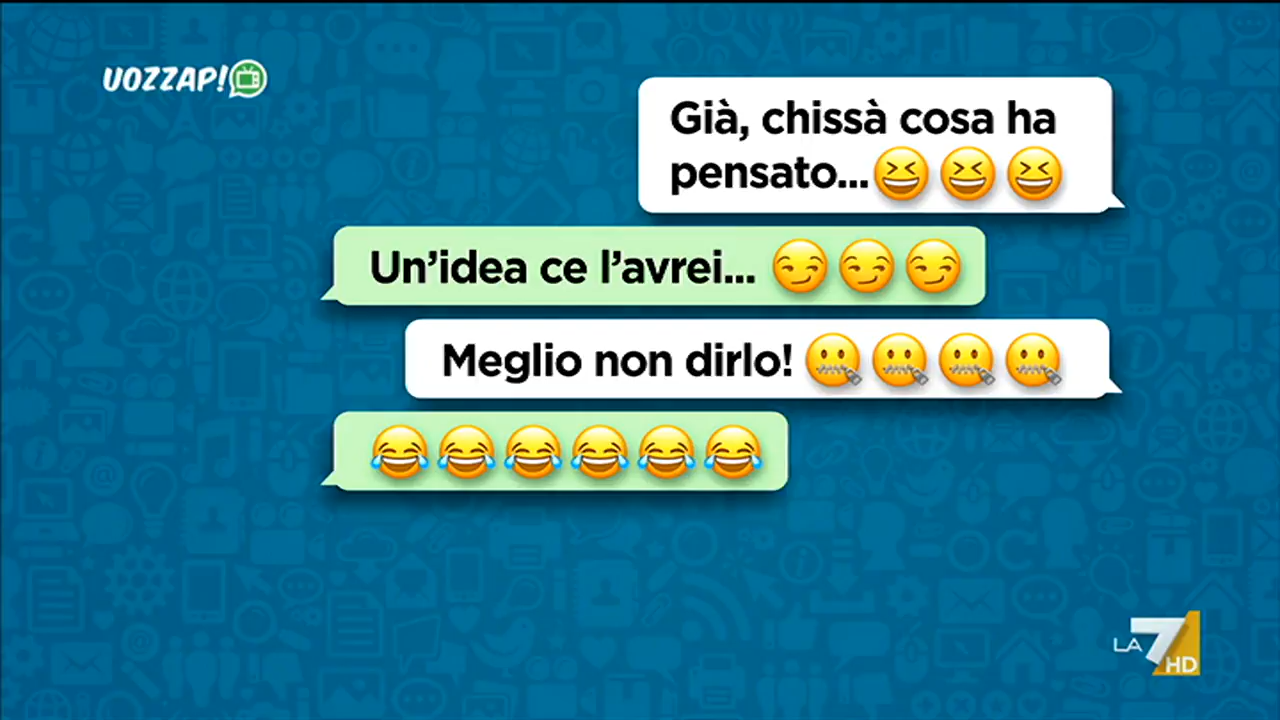 UOZZAP!
Già, chissà cosa ha
pensato...😆😆😆
Un'idea ce l'avrei... 😏😏😏
Meglio non dirlo! 🤐🤐🤐🤐
😂😂😂😂😂😂
LA7
HD